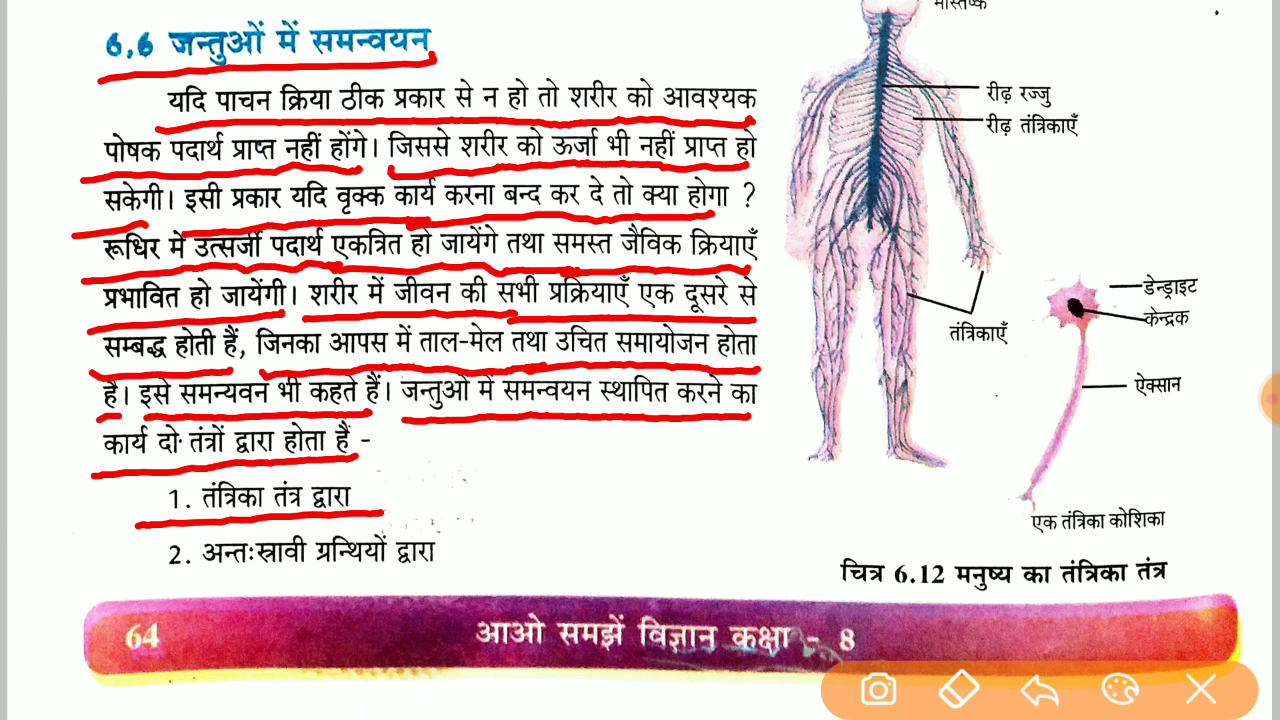 6.6 जन्तुओं में समन्वयन
यदि पाचन क्रिया ठीक प्रकार से न हो तो शरीर को आवश्यक
पोषक पदार्थ प्राप्त नहीं होंगे। जिससे शरीर को ऊर्जा भी नहीं प्राप्त हो
सकेगी। इसी प्रकार यदि वृक्क कार्य करना बन्द कर दे तो क्या होगा ?
रूधिर में उत्सर्जी पदार्थ एकत्रित हो जायेंगे तथा समस्त जैविक क्रियाएँ
प्रभावित हो जायेंगी। शरीर में जीवन की सभी प्रक्रियाएँ एक दूसरे से
सम्बद्ध होती हैं, जिनका आपस में ताल-मेल तथा उचित समायोजन होता
है। इसे समन्यवन भी कहते हैं। जन्तुओं में समन्वयन स्थापित करने का
कार्य दो तंत्रों द्वारा होता हैं -
1. तंत्रिका तंत्र द्वारा
2. अन्तःस्रावी ग्रन्थियों द्वारा
मस्तिष्क
रीढ़ रज्जु
रीढ़ तंत्रिकाएँ
तंत्रिकाएँ
डेन्ड्राइट
केन्द्रक
ऐक्सान
एक तंत्रिका कोशिका
चित्र 6.12 मनुष्य का तंत्रिका तंत्र
64
आओ समझें विज्ञान कक्षा - 8